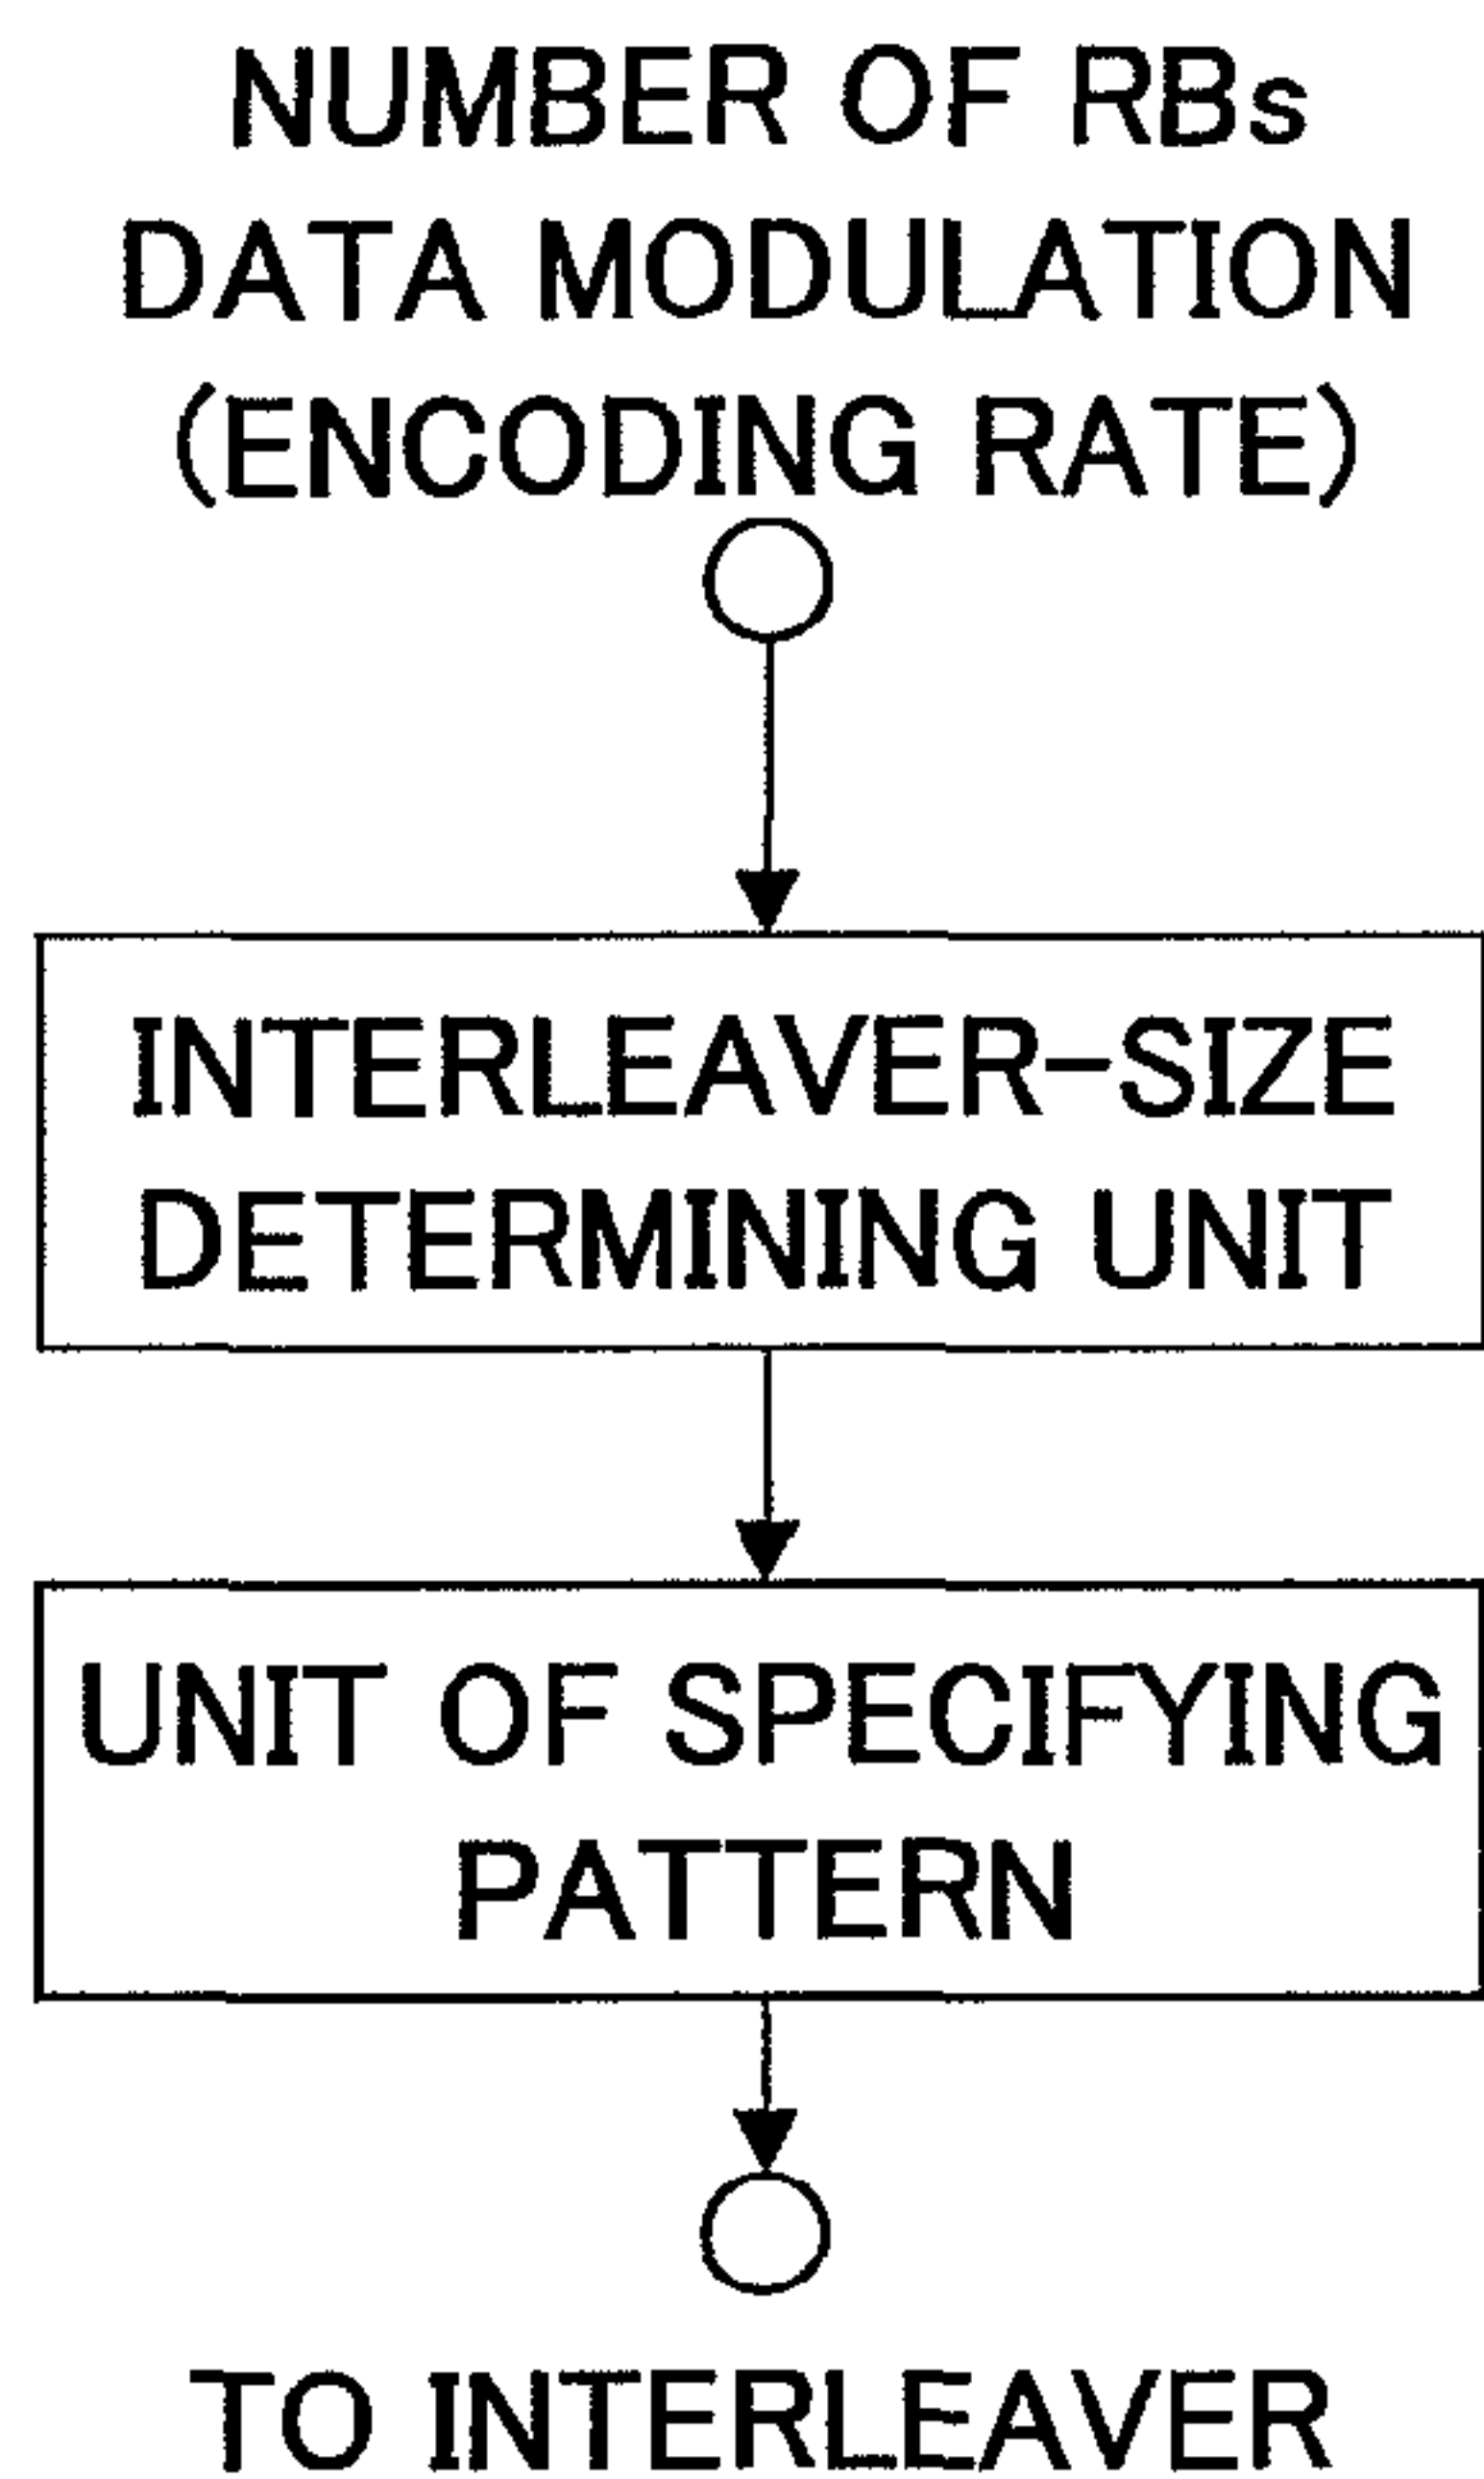 NUMBER OF RBs
DATA MODULATION
(ENCODING RATE)
INTERLEAVER-SIZE
DETERMINING UNIT
UNIT OF SPECIFYING
PATTERN
TO INTERLEAVER